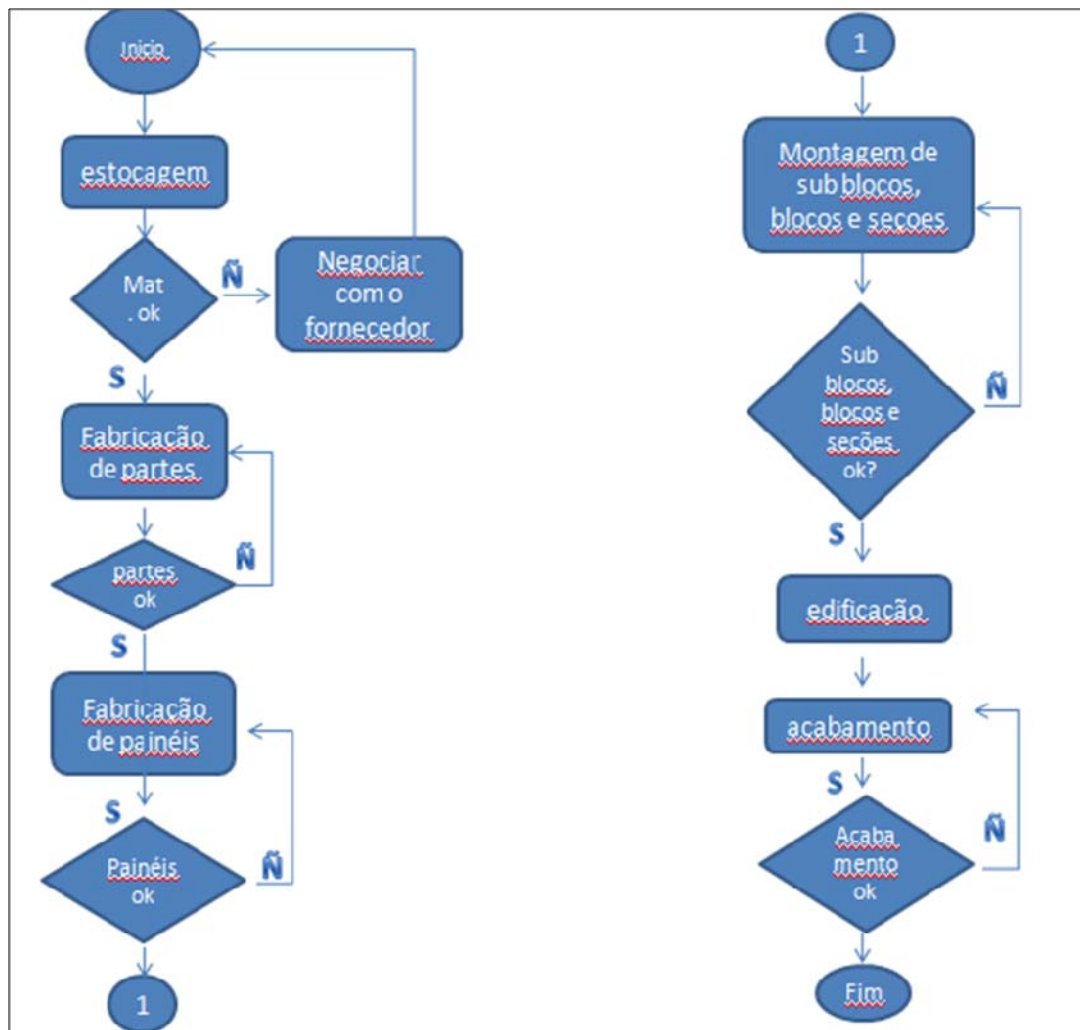 Inicio
estocagem
Mat
. ok
Ñ
Negociar
com o
fornecedor
S
Fabricação
de partes
partes
ok
Ñ
S
Fabricação
de painéis
S
Painéis
ok
Ñ
1
1
Montagem de
sub blocos,
blocos e seçoes
Sub
blocos,
blocos e
seções
ok?
Ñ
S
edificação
acabamento
S
Acaba
mento
ok
Ñ
Fim